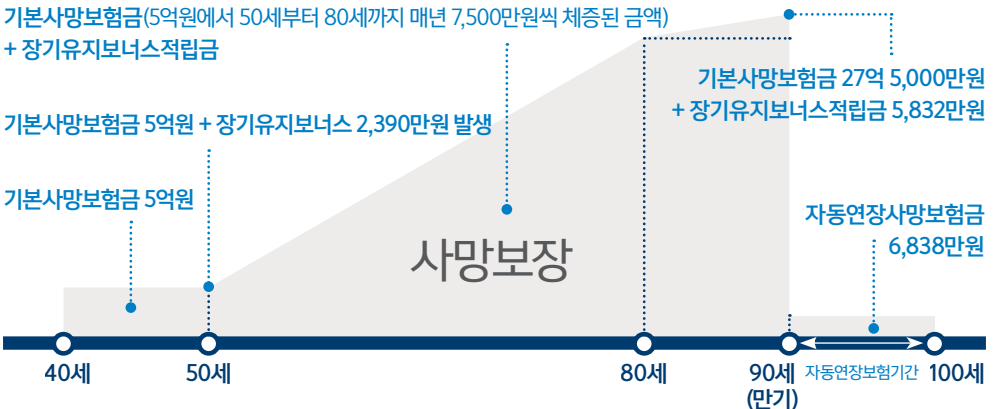 기본사망보험금(5억원에서 50세부터 80세까지 매년 7,500만원씩 체증된 금액)
+ 장기유지보너스적립금
기본사망보험금 27억 5,000만원
+ 장기유지보너스적립금 5,832만원
기본사망보험금 5억원 + 장기유지보너스 2,390만원 발생
기본사망보험금 5억원
자동연장사망보험금
6,838만원
사망보장
40세
50세
80세
90세
(만기)
자동연장보험기간
100세